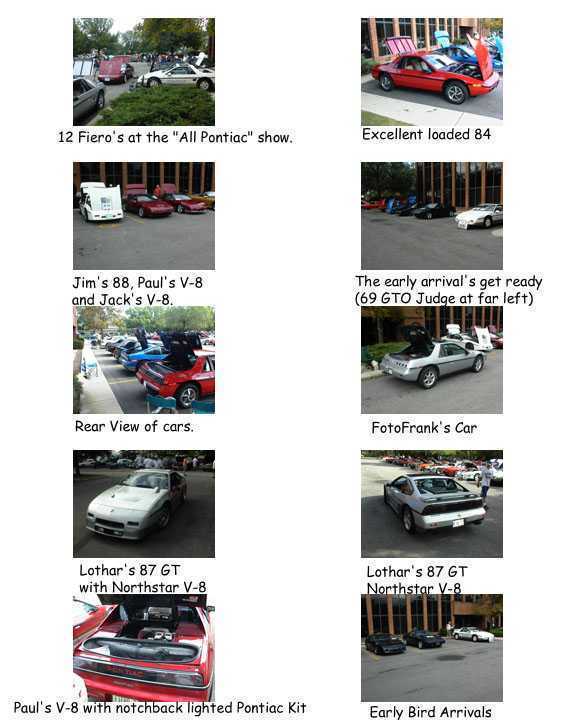 12 Fiero's at the "All Pontiac" show.
Excellent loaded 84
Jim's 88, Paul's V-8
and Jack's V-8.
The early arrival's get ready
(69 GTO Judge at far left)
Rear View of cars.
FotoFrank's Car
Lothar's 87 GT
with Northstar V-8
Lothar's 87 GT
Northstar V-8
PONTIAC
Paul's V-8 with notchback lighted Pontiac Kit
Early Bird Arrivals